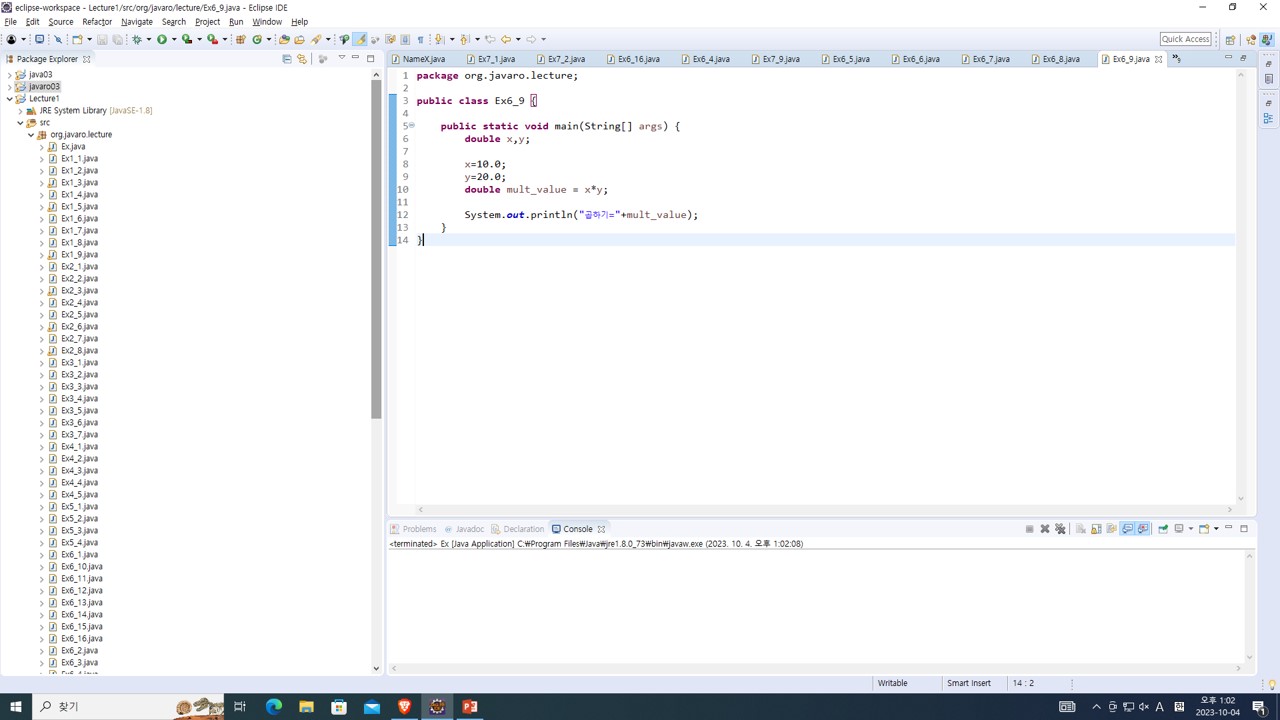 eclipse-workspace - Lecture1/src/org/javaro/lecture/Ex6_9.java - Eclipse IDE
File Edit Source Refactor Navigate Search Project Run Window Help
Quick Access
Package Explorer
java03
javaro03
Lecture1
JRE System Library [JavaSE-1.8]
src
org.javaro.lecture
Ex.java
Ex1_1.java
Ex1_2.java
Ex1_3.java
Ex1_4.java
Ex1_5.java
Ex1_6.java
Ex1_7.java
Ex1_8.java
Ex1_9.java
Ex2_1.java
Ex2_2.java
Ex2_3.java
Ex2_4.java
Ex2_5.java
Ex2_6.java
Ex2_7.java
Ex2_8.java
Ex3_1.java
Ex3_2.java
Ex3_3.java
Ex3_4.java
Ex3_5.java
Ex3_6.java
Ex3_7.java
Ex4_1.java
Ex4_2.java
Ex4_3.java
Ex4_4.java
Ex4_5.java
Ex5_1.java
Ex5_2.java
Ex5_3.java
Ex5_4.java
Ex6_1.java
Ex6_10.java
Ex6_11.java
Ex6_12.java
Ex6_13.java
Ex6_14.java
Ex6_15.java
Ex6_16.java
Ex6_2.java
Ex6_3.java
NameX.java Ex7_1.java Ex7_2.java Ex6_16.java Ex6_4.java Ex7_9.java Ex6_5.java Ex6_6.java Ex6_7.java Ex6_8.java Ex6_9.java
1 package org.javaro.lecture;
2
3 public class Ex6_9 {
4
5 public static void main(String[] args) {
6 double x,y;
7
8 x=10.0;
9 y=20.0;
10 double mult_value = x*y;
11
12 System.out.println("곱하기="+mult_value);
13 }
14 }
Problems Javadoc Declaration Console
<terminated> Ex [Java Application] C:₩Program Files₩Java₩jre1.8.0_73₩bin₩javaw.exe (2023. 10. 4. 오후 1:02:08)
Writable Smart Insert 14 : 2
찾기
A
오후 1:02
2023-10-04
1